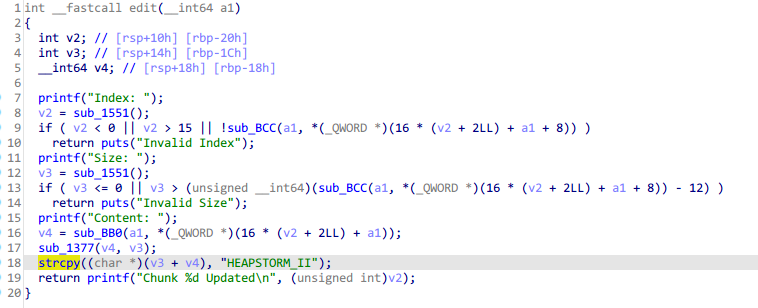 1 int __fastcall edit(__int64 a1)
2 {
3 int v2; // [rsp+10h] [rbp-20h]
4 int v3; // [rsp+14h] [rbp-1Ch]
5 __int64 v4; // [rsp+18h] [rbp-18h]
6
7 printf("Index: ");
8 v2 = sub_1551();
9 if ( v2 < 0 || v2 > 15 || !sub_BCC(a1, *(_QWORD *)(16 * (v2 + 2LL) + a1 + 8)) )
10 return puts("Invalid Index");
11 printf("Size: ");
12 v3 = sub_1551();
13 if ( v3 <= 0 || v3 > (unsigned __int64)(sub_BCC(a1, *(_QWORD *)(16 * (v2 + 2LL) + a1 + 8)) - 12) )
14 return puts("Invalid Size");
15 printf("Content: ");
16 v4 = sub_BB0(a1, *(_QWORD *)(16 * (v2 + 2LL) + a1));
17 sub_1377(v4, v3);
18 strcpy((char *)(v3 + v4), "HEAPSTORM_II");
19 return printf("Chunk %d Updated\n", (unsigned int)v2);
20 }